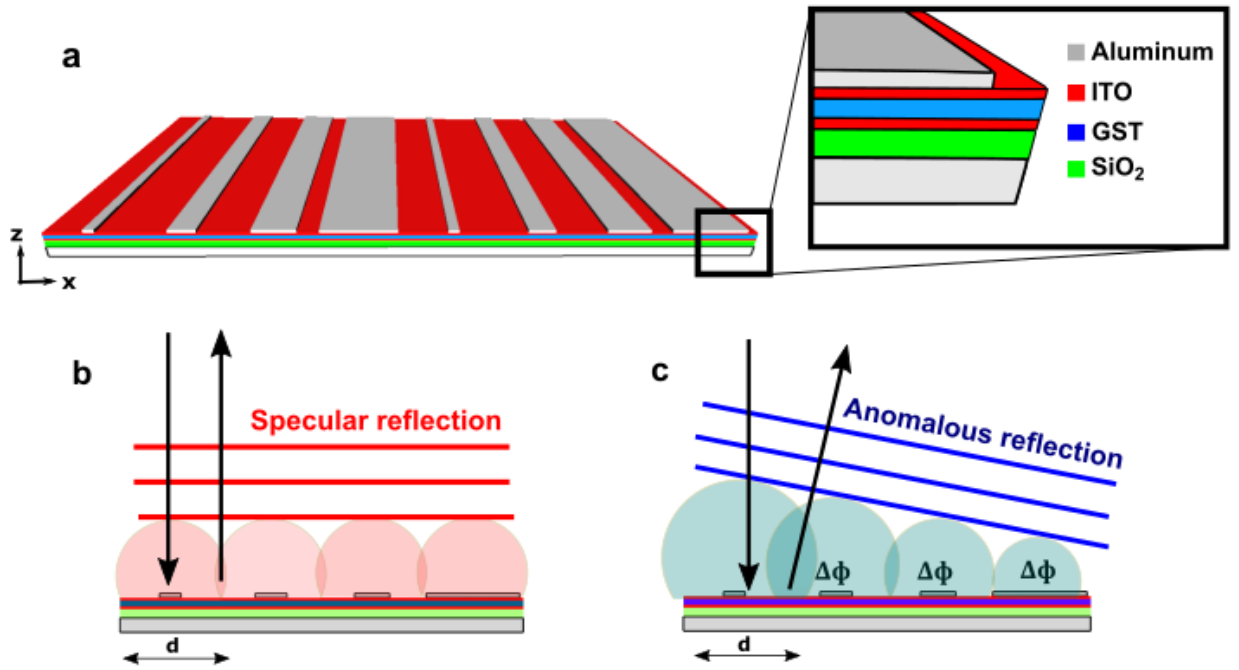 a
Aluminum
ITO
GST
SiO₂
z
x
b
Specular reflection
d
c
Anomalous reflection
Δϕ
Δϕ
Δϕ
d